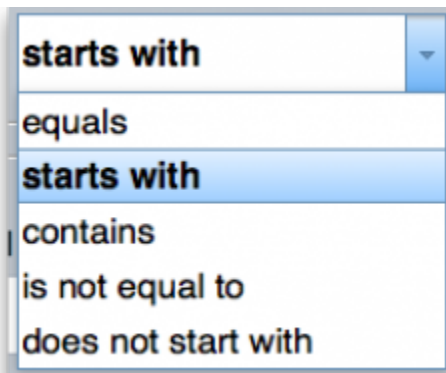 starts with
equals
starts with
contains
is not equal to
does not start with